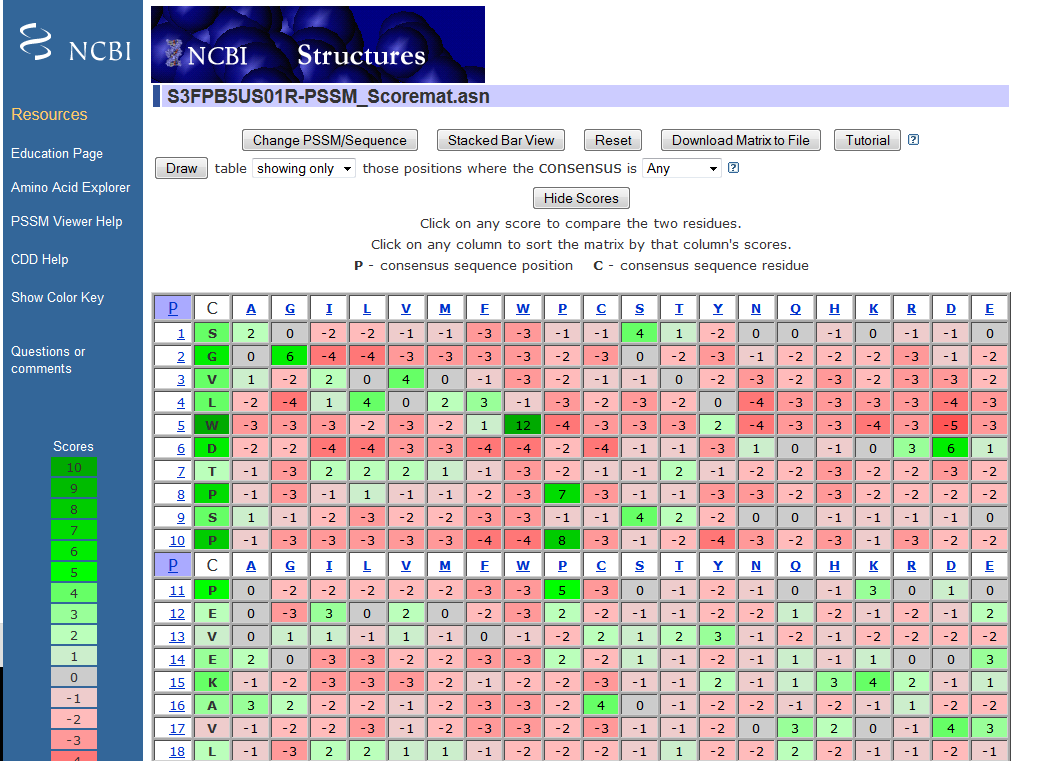 NCBI
NCBI Structures
S3FPB5US01R-PSSM_Scoremat.asn
Resources
Education Page
Amino Acid Explorer
PSSM Viewer Help
CDD Help
Show Color Key
Questions or
comments
Change PSSM/Sequence Stacked Bar View Reset Download Matrix to File Tutorial ?
Draw table showing only those positions where the consensus is Any ?
Hide Scores
Click on any score to compare the two residues.
Click on any column to sort the matrix by that column's scores.
P - consensus sequence position C - consensus sequence residue
P C A G I L V M F W P C S T Y N Q H K R D E
1 S 2 0 -2 -2 -1 -1 -3 -3 -1 -1 4 1 -2 0 0 -1 0 -1 -1 0
2 G 0 6 -4 -4 -3 -3 -3 -3 -2 -3 0 -2 -3 -1 -2 -2 -2 -3 -1 -2
3 V 1 -2 2 0 4 0 -1 -3 -2 -1 -1 0 -2 -3 -2 -3 -2 -3 -3 -2
4 L -2 -4 1 4 0 2 3 -1 -3 -2 -3 -2 0 -4 -3 -3 -3 -3 -4 -3
5 W -3 -3 -3 -2 -3 -2 1 12 -4 -3 -3 -3 2 -4 -3 -3 -4 -3 -5 -3
6 D -2 -2 -4 -4 -3 -3 -4 -4 -2 -4 -1 -1 -3 1 0 -1 0 3 6 1
7 T -1 -3 2 2 2 1 -1 -3 -2 -1 -1 2 -1 -2 -2 -3 -2 -2 -3 -2
8 P -1 -3 -1 1 -1 -1 -2 -3 7 -3 -1 -1 -3 -3 -2 -3 -2 -2 -2 -2
9 S 1 -1 -2 -3 -2 -2 -3 -3 -1 -1 4 2 -2 0 0 -1 -1 -1 -1 0
10 P -1 -3 -3 -3 -3 -3 -4 -4 8 -3 -1 -2 -4 -3 -2 -3 -1 -3 -2 -2
P C A G I L V M F W P C S T Y N Q H K R D E
11 P 0 -2 -2 -2 -2 -2 -3 -3 5 -3 0 -1 -2 -1 0 -1 3 0 1 0
12 E 0 -3 3 0 2 0 -2 -3 2 -2 -1 -1 -2 -2 1 -2 -1 -2 -1 2
13 V 0 1 1 -1 1 -1 0 -1 -2 2 1 2 3 -1 -2 -1 -2 -2 -2 -2
14 E 2 0 -3 -3 -2 -2 -3 -3 2 -2 1 -1 -2 -1 1 -1 1 0 0 3
15 K -1 -2 -3 -3 -3 -2 -1 -2 -2 -3 -1 -1 2 -1 1 3 4 2 -1 1
16 A 3 2 -2 -2 -1 -2 -3 -3 -2 4 0 -1 -2 -2 -1 -2 -1 1 -2 -2
17 V -1 -2 -2 -3 -1 -2 -3 -3 -2 -3 -1 -1 -2 0 3 2 0 -1 4 3
18 L -1 -3 2 2 1 1 -1 -2 -2 -2 -1 1 -2 -2 2 -2 -1 -1 -2 -1
Scores
10
9
8
7
6
5
4
3
2
1
0
-1
-2
-3